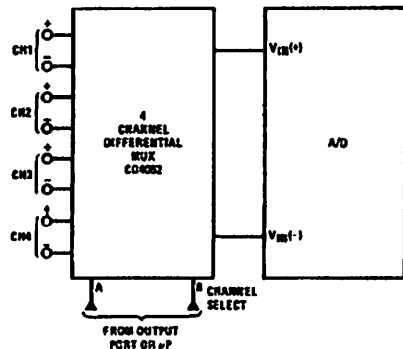 CH1
+
−
CH2
+
−
CH3
+
−
CH4
+
−
4
CHANNEL
DIFFERENTIAL
MUX
CD4052
VIN(+)
VIN(−)
A/D
A
B
CHANNEL
SELECT
FROM OUTPUT
PORT OR μP